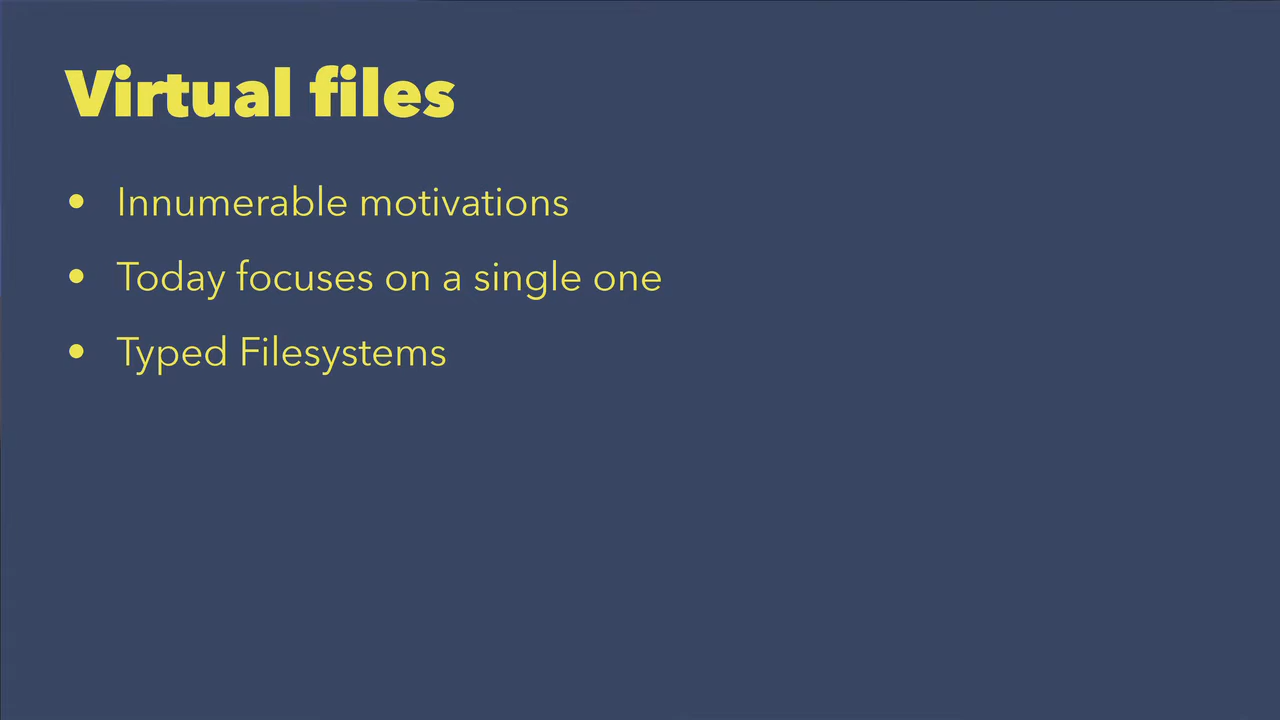 Virtual files
• Innumerable motivations
• Today focuses on a single one
• Typed Filesystems